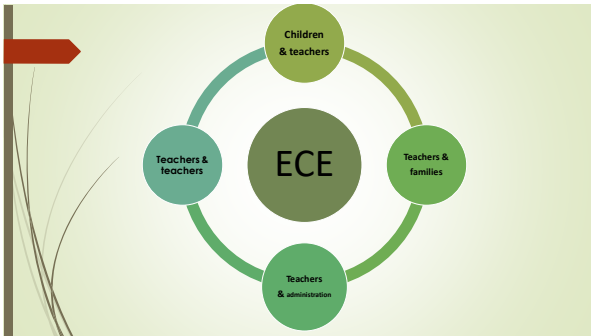 Children
& teachers
Teachers &
teachers
ECE
Teachers &
families
Teachers
& administration